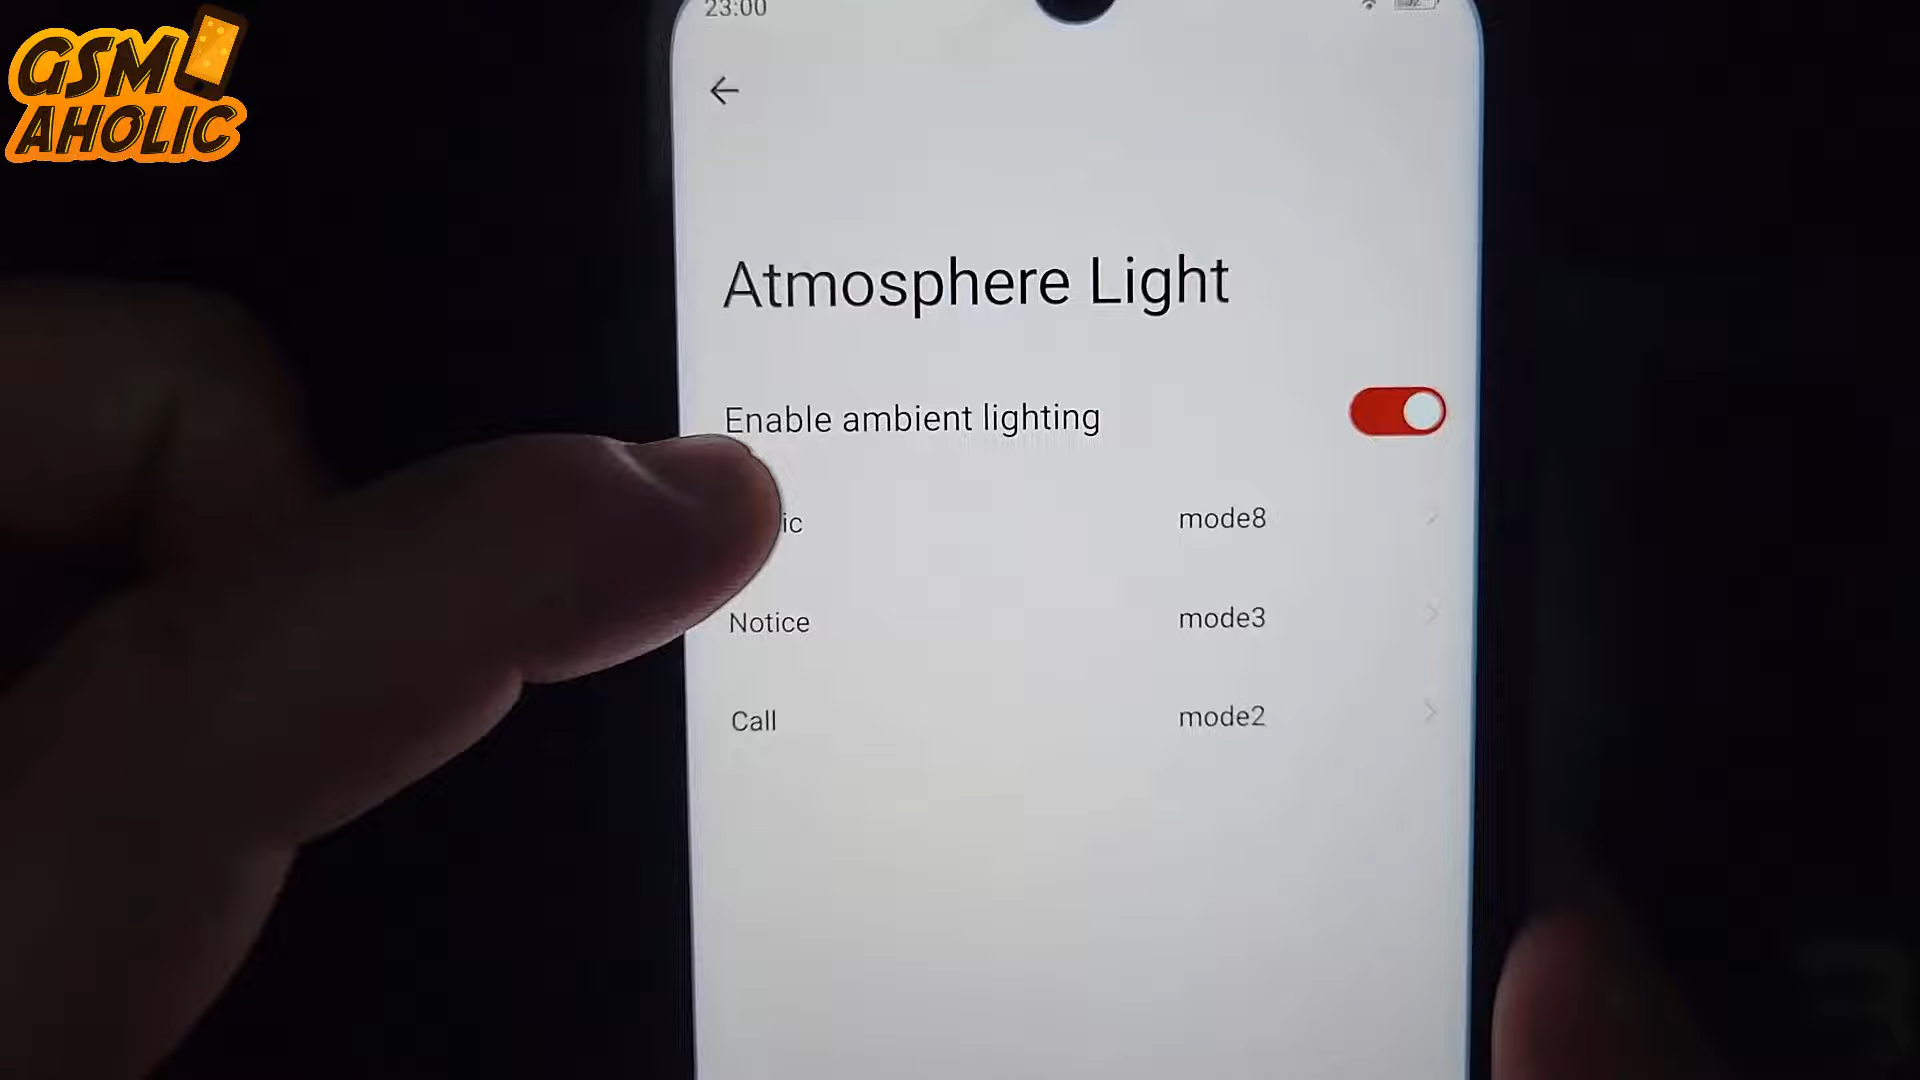 GSM
AHOLIC
23:00
Atmosphere Light
Enable ambient lighting
mode8
Notice
mode3
Call
mode2